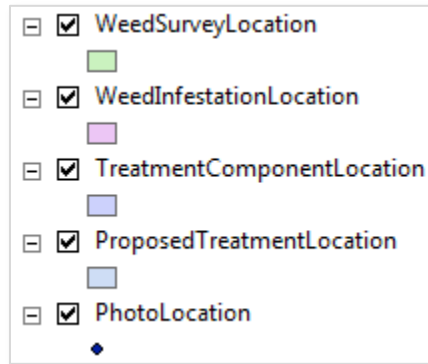 WeedSurveyLocation
WeedInfestationLocation
TreatmentComponentLocation
ProposedTreatmentLocation
PhotoLocation